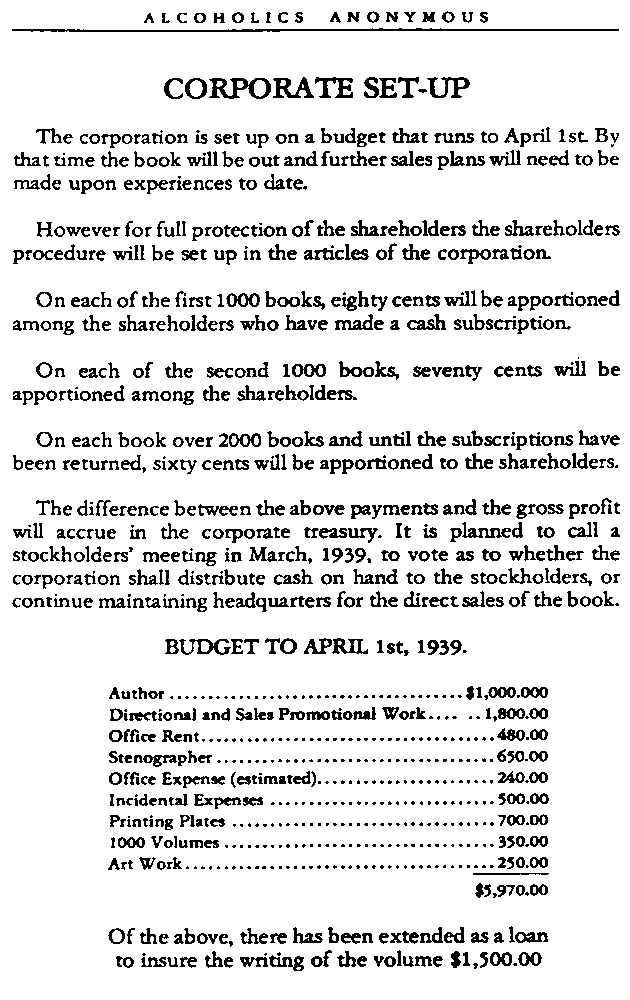 ALCOHOLICS ANONYMOUS
CORPORATE SET-UP
The corporation is set up on a budget that runs to April 1st. By
that time the book will be out and further sales plans will need to be
made upon experiences to date.
However for full protection of the shareholders the shareholders
procedure will be set up in the articles of the corporation.
On each of the first 1000 books, eighty cents will be apportioned
among the shareholders who have made a cash subscription.
On each of the second 1000 books, seventy cents will be
apportioned among the shareholders.
On each book over 2000 books and until the subscriptions have
been returned, sixty cents will be apportioned to the shareholders.
The difference between the above payments and the gross profit
will accrue in the corporate treasury. It is planned to call a
stockholders' meeting in March, 1939, to vote as to whether the
corporation shall distribute cash on hand to the stockholders, or
continue maintaining headquarters for the direct sales of the book.
BUDGET TO APRIL 1st, 1939.
Author ...................................... $1,000.000
Directional and Sales Promotional Work.... .. 1,800.00
Office Rent...................................... 480.00
Stenographer .................................... 650.00
Office Expense (estimated)....................... 240.00
Incidental Expenses ............................. 500.00
Printing Plates .................................. 700.00
1000 Volumes ................................... 350.00
Art Work........................................ 250.00
$5,970.00
Of the above, there has been extended as a loan
to insure the writing of the volume $1,500.00